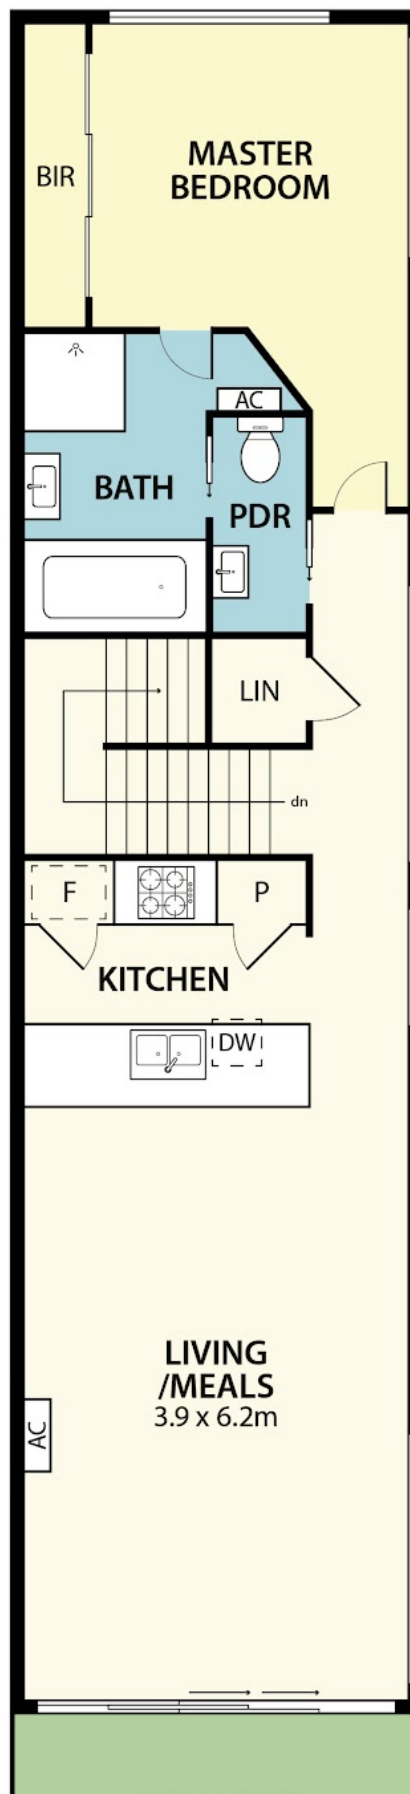 MASTER
BEDROOM
BIR
AC
BATH
PDR
LIN
dn
F
P
KITCHEN
DW
LIVING
/MEALS
3.9 x 6.2m
AC